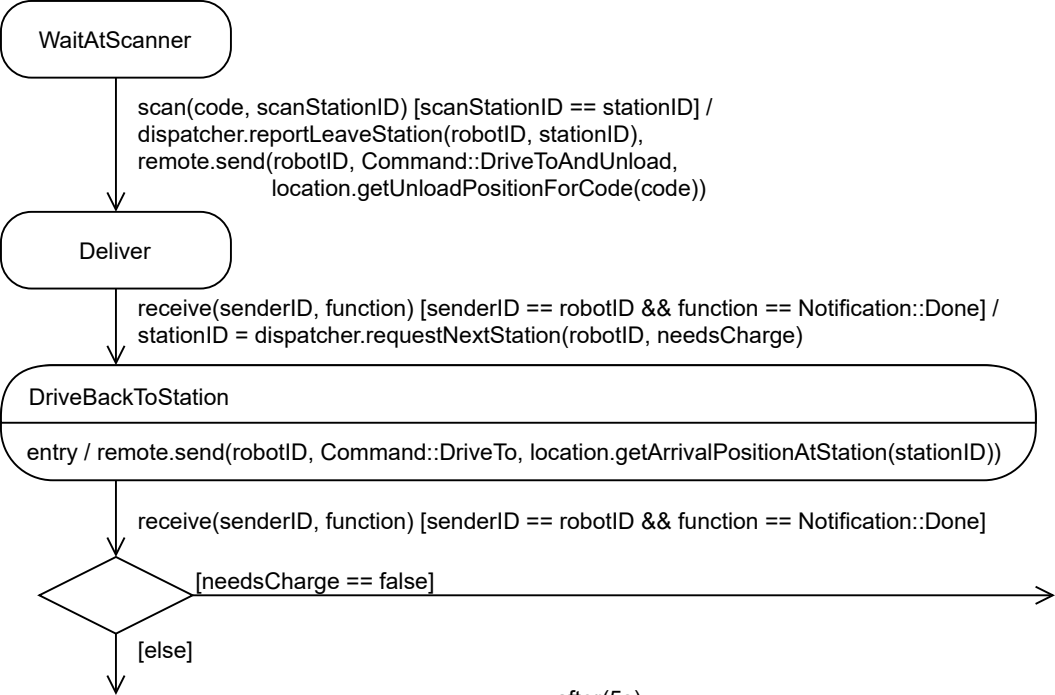 WaitAtScanner
scan(code, scanStationID) [scanStationID == stationID] /
dispatcher.reportLeaveStation(robotID, stationID),
remote.send(robotID, Command::DriveToAndUnload,
location.getUnloadPositionForCode(code))
Deliver
receive(senderID, function) [senderID == robotID && function == Notification::Done] /
stationID = dispatcher.requestNextStation(robotID, needsCharge)
DriveBackToStation
entry / remote.send(robotID, Command::DriveTo, location.getArrivalPositionAtStation(stationID))
receive(senderID, function) [senderID == robotID && function == Notification::Done]
[needsCharge == false]
[else]